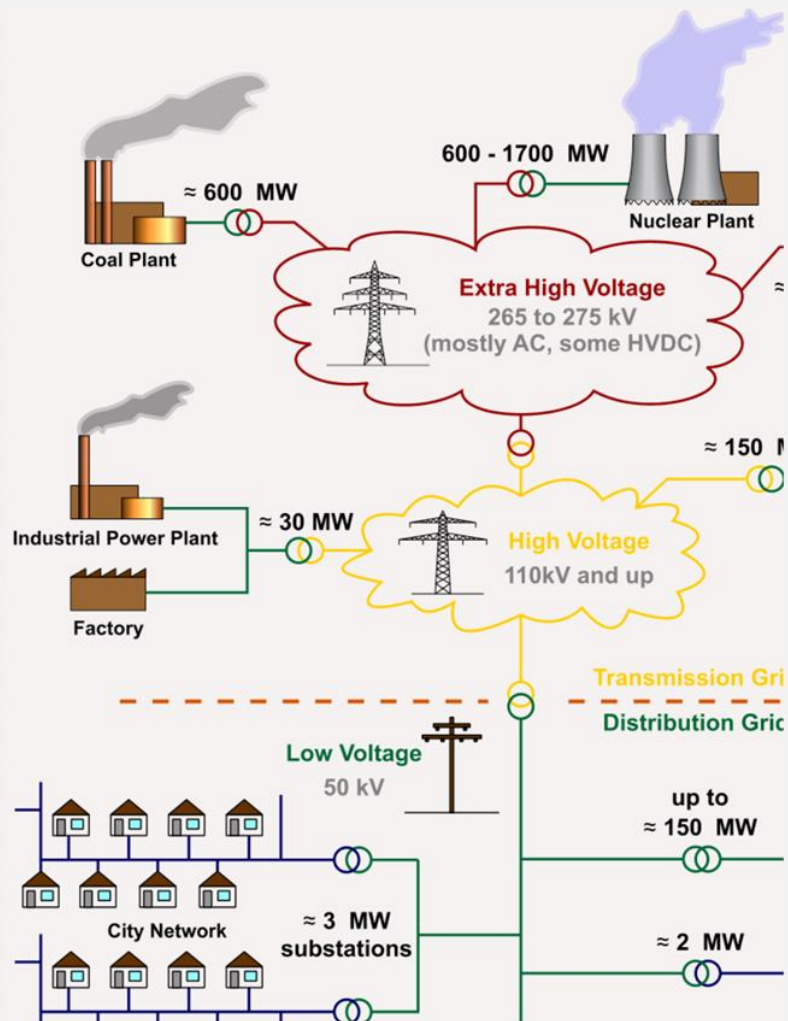 600 - 1700 MW
≈ 600 MW
Nuclear Plant
Coal Plant
Extra High Voltage
265 to 275 kV
(mostly AC, some HVDC)
≈
≈ 150
≈ 30 MW
Industrial Power Plant
High Voltage
110kV and up
Factory
Transmission Gri
Distribution Grid
Low Voltage
50 kV
up to
≈ 150 MW
≈ 3 MW
substations
City Network
≈ 2 MW